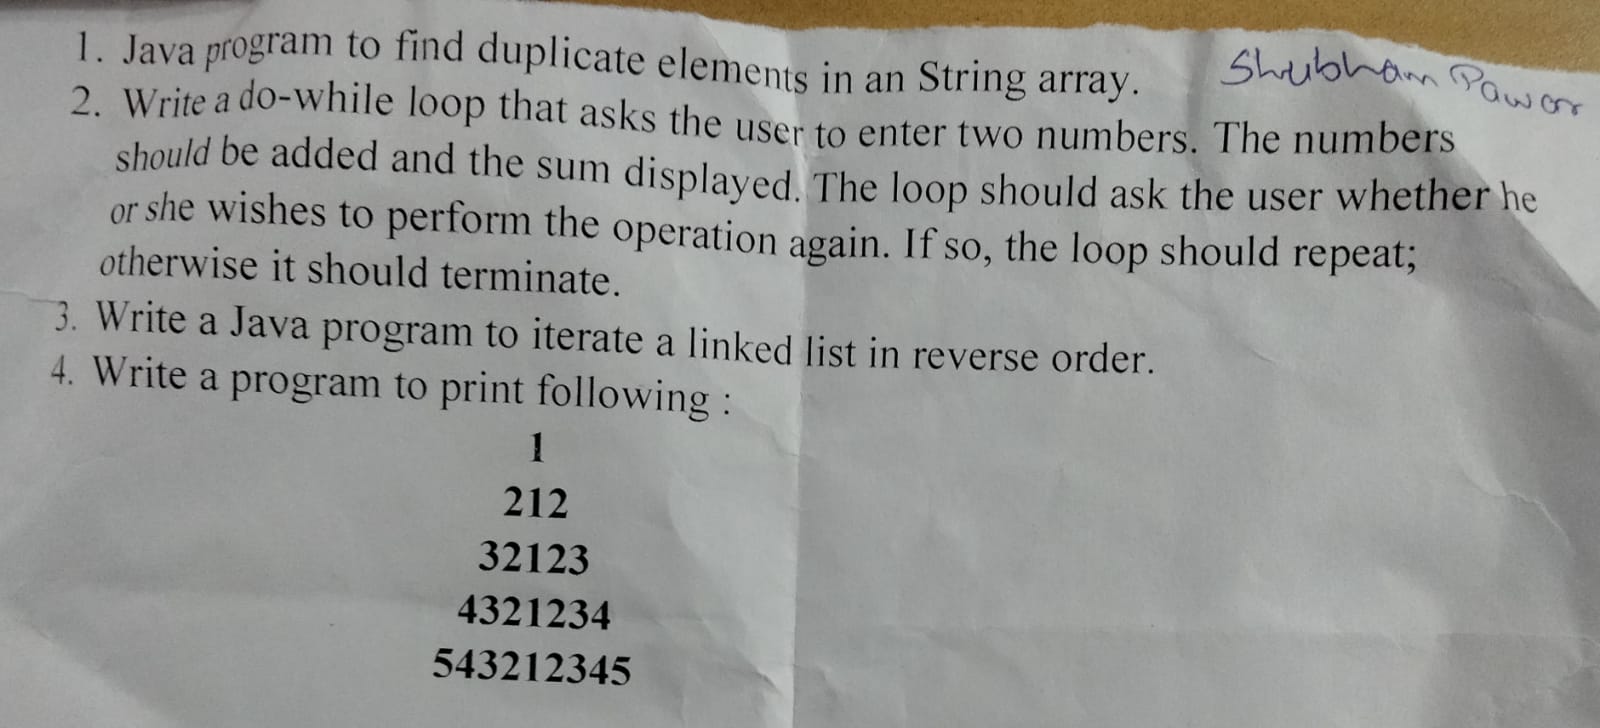 1. Java program to find duplicate elements in an String array.
Shubham Pawar
2. Write a do-while loop that asks the user to enter two numbers. The numbers
should be added and the sum displayed. The loop should ask the user whether he
or she wishes to perform the operation again. If so, the loop should repeat;
otherwise it should terminate.
3. Write a Java program to iterate a linked list in reverse order.
4. Write a program to print following :
1
212
32123
4321234
543212345